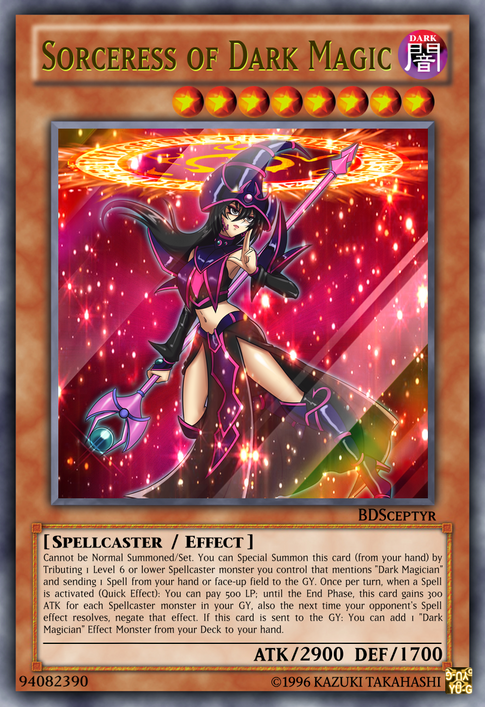 SORCERESS OF DARK MAGIC
DARK
闇
BDSCEPTYR
[ SPELLCASTER / EFFECT ]
Cannot be Normal Summoned/Set. You can Special Summon this card (from your hand) by
Tributing 1 Level 6 or lower Spellcaster monster you control that mentions "Dark Magician"
and sending 1 Spell from your hand or face-up field to the GY. Once per turn, when a Spell
is activated (Quick Effect): You can pay 500 LP; until the End Phase, this card gains 300
ATK for each Spellcaster monster in your GY, also the next time your opponent's Spell
effect resolves, negate that effect. If this card is sent to the GY: You can add 1 "Dark
Magician" Effect Monster from your Deck to your hand.
ATK/2900 DEF/1700
94082390
©1996 KAZUKI TAKAHASHI